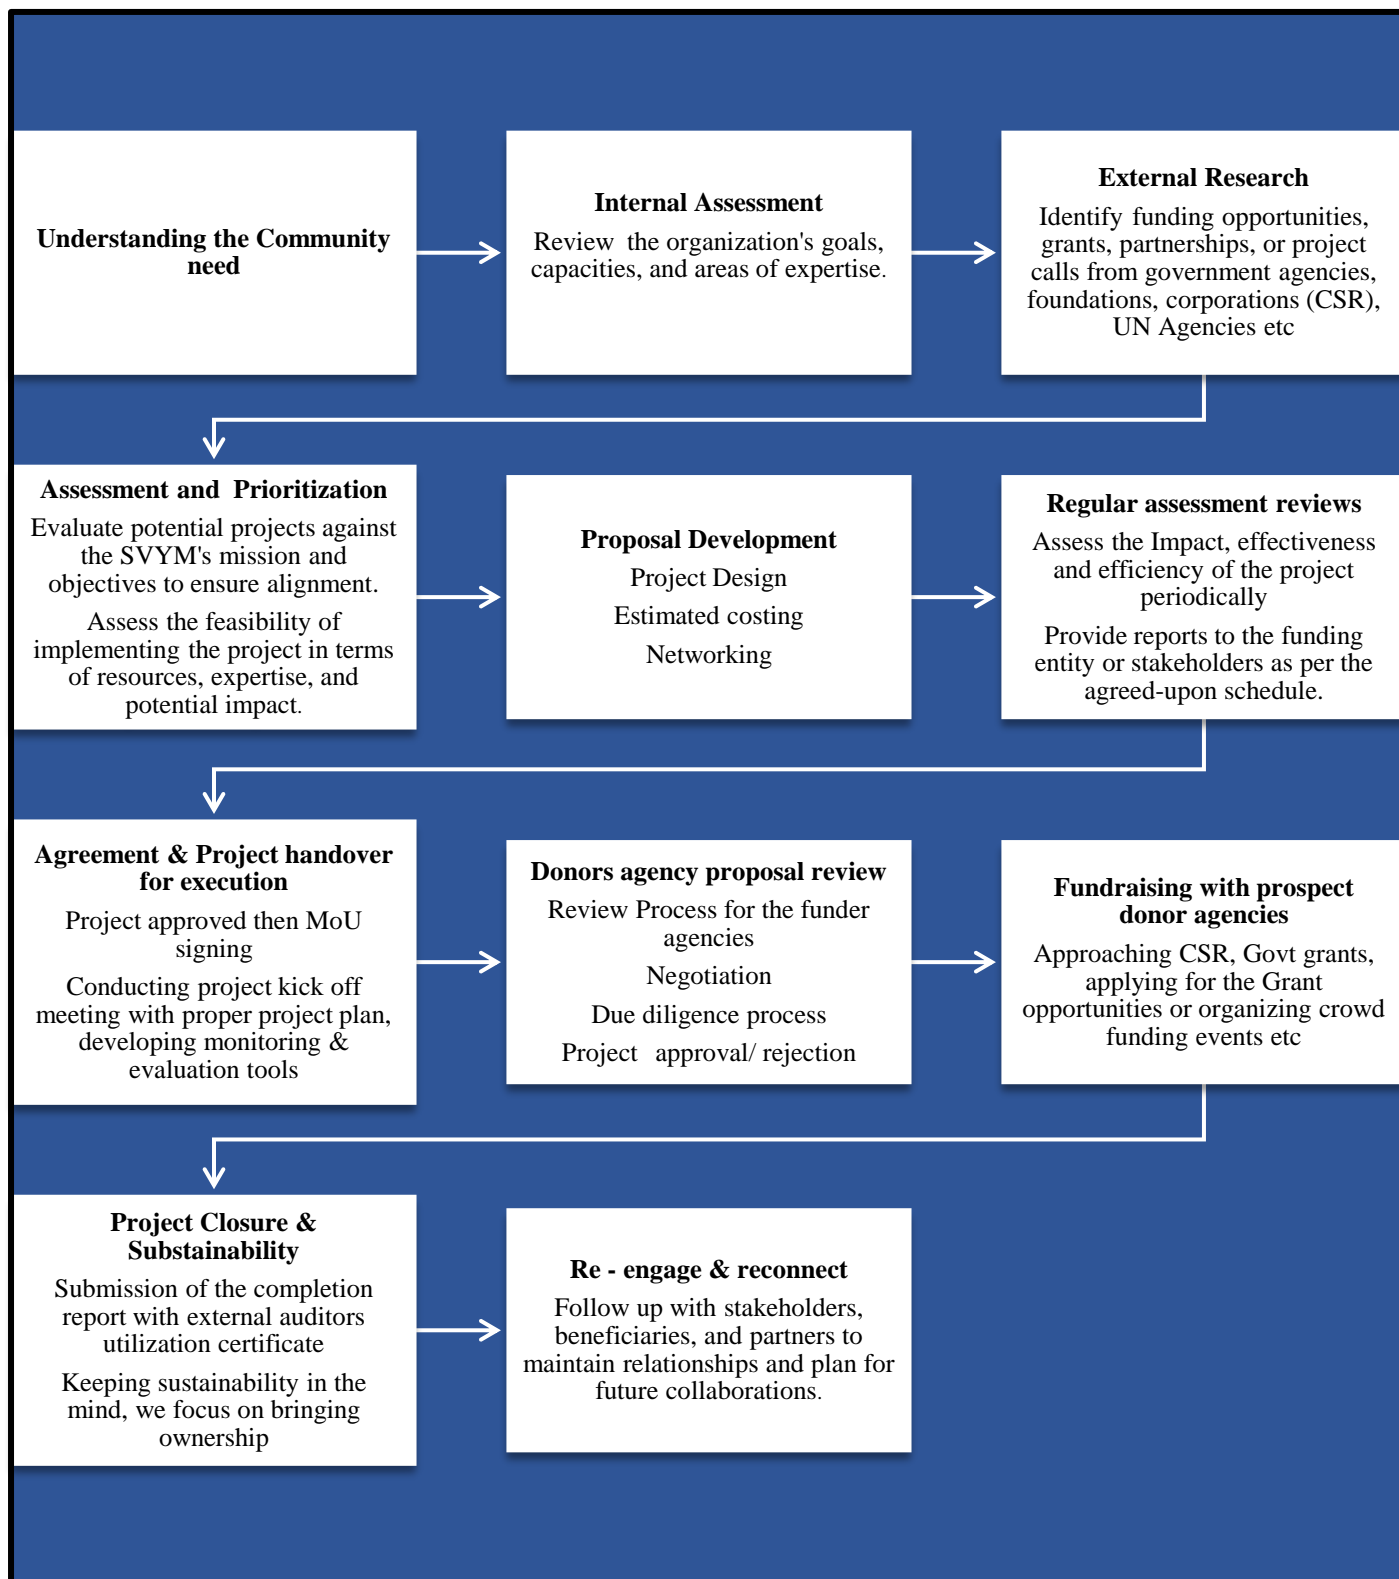 Understanding the Community
need
Internal Assessment
Review the organization's goals,
capacities, and areas of expertise.
External Research
Identify funding opportunities,
grants, partnerships, or project
calls from government agencies,
foundations, corporations (CSR),
UN Agencies etc
Assessment and Prioritization
Evaluate potential projects against
the SVYM's mission and
objectives to ensure alignment.
Assess the feasibility of
implementing the project in terms
of resources, expertise, and
potential impact.
Proposal Development
Project Design
Estimated costing
Networking
Regular assessment reviews
Assess the Impact, effectiveness
and efficiency of the project
periodically
Provide reports to the funding
entity or stakeholders as per the
agreed-upon schedule.
Agreement & Project handover
for execution
Project approved then MoU
signing
Conducting project kick off
meeting with proper project plan,
developing monitoring &
evaluation tools
Donors agency proposal review
Review Process for the funder
agencies
Negotiation
Due diligence process
Project approval/ rejection
Fundraising with prospect
donor agencies
Approaching CSR, Govt grants,
applying for the Grant
opportunities or organizing crowd
funding events etc
Project Closure &
Substainability
Submission of the completion
report with external auditors
utilization certificate
Keeping sustainability in the
mind, we focus on bringing
ownership
Re - engage & reconnect
Follow up with stakeholders,
beneficiaries, and partners to
maintain relationships and plan for
future collaborations.